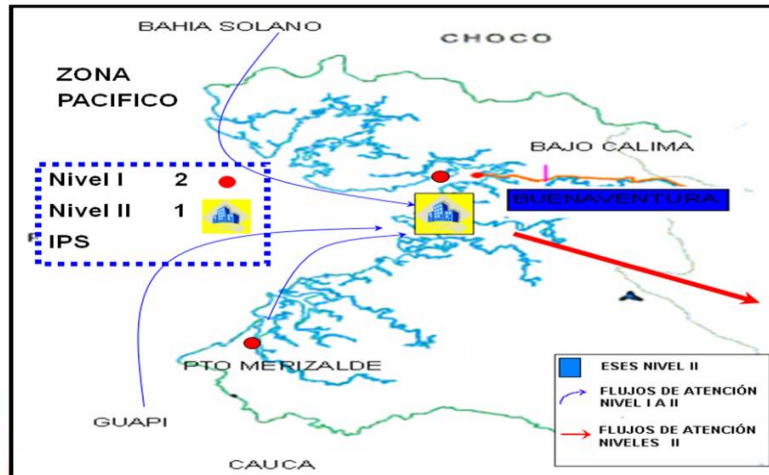 BAHIA SOLANO
CHOCO
ZONA
PACIFICO
BAJO CALIMA
Nivel I 2
Nivel II 1
IPS
BUENAVENTURA
PTO MERIZALDE
GUAPI
CAUCA
ESES NIVEL II
FLUJOS DE ATENCIÓN
NIVEL I A II
FLUJOS DE ATENCIÓN
NIVELES II